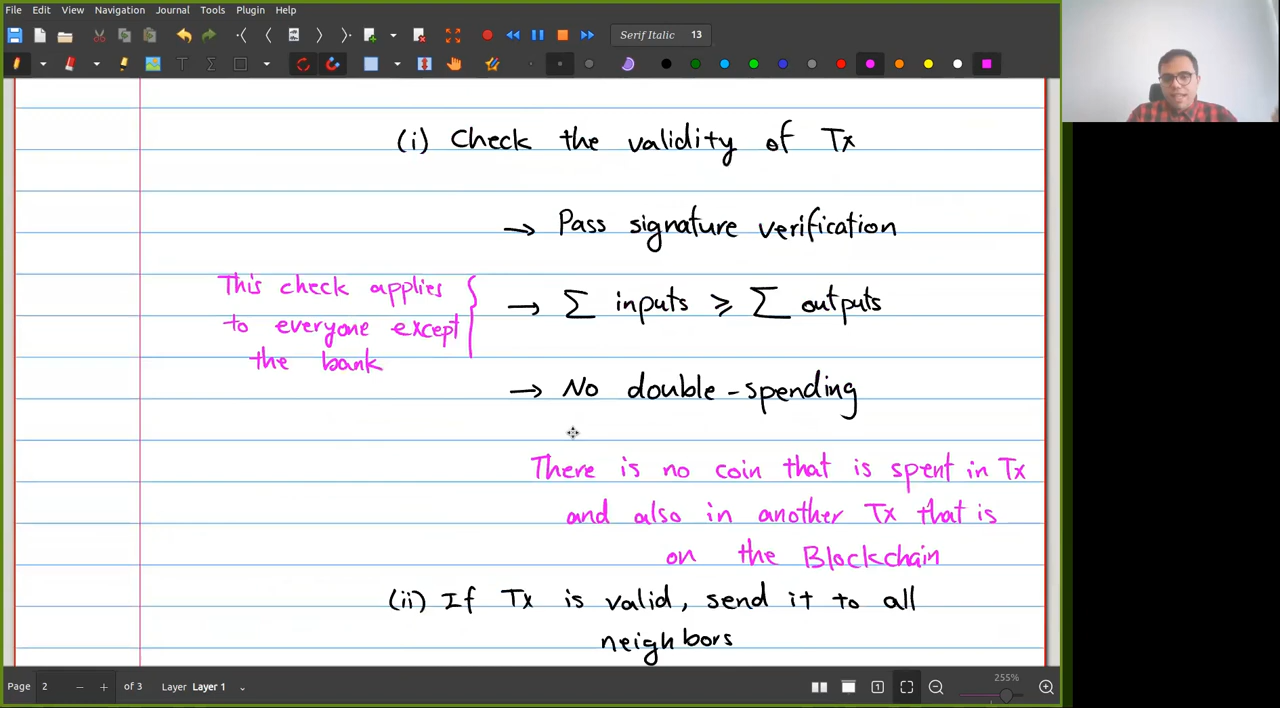 File Edit View Navigation Journal Tools Plugin Help
Serif Italic 13
(i) Check the validity of Tx
→ Pass signature verification
This check applies
to everyone except
the bank
→ Σ inputs ⩾ Σ outputs
→ No double-spending
There is no coin that is spent in Tx
and also in another Tx that is
on the Blockchain
(ii) If Tx is valid, send it to all
neighbors
Page 2 − + of 3 Layer Layer 1
255%